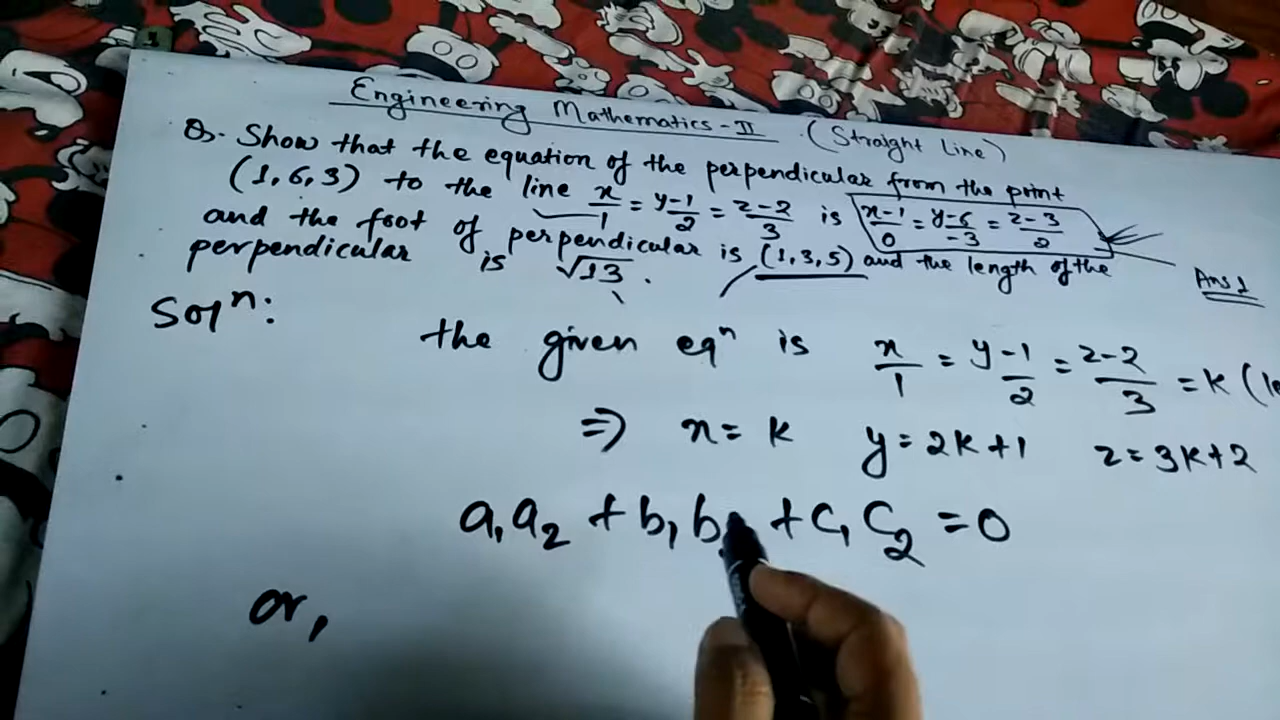 Engineering Mathematics-II (Straight Line)
Q. Show that the equation of the perpendicular from the point
(1,6,3) to the line x/1 = y-1/2 = z-2/3 is x-1/0 = y-6/-3 = z-3/2
and the foot of perpendicular is (1,3,5) and the length of the
perpendicular is √13.
Ans 1
Solⁿ: the given eqⁿ is x/1 = y-1/2 = z-2/3 = k
⇒ x = k y = 2k+1 z = 3k+2
a₁a₂ + b₁b + c₁c₂ = 0
or,